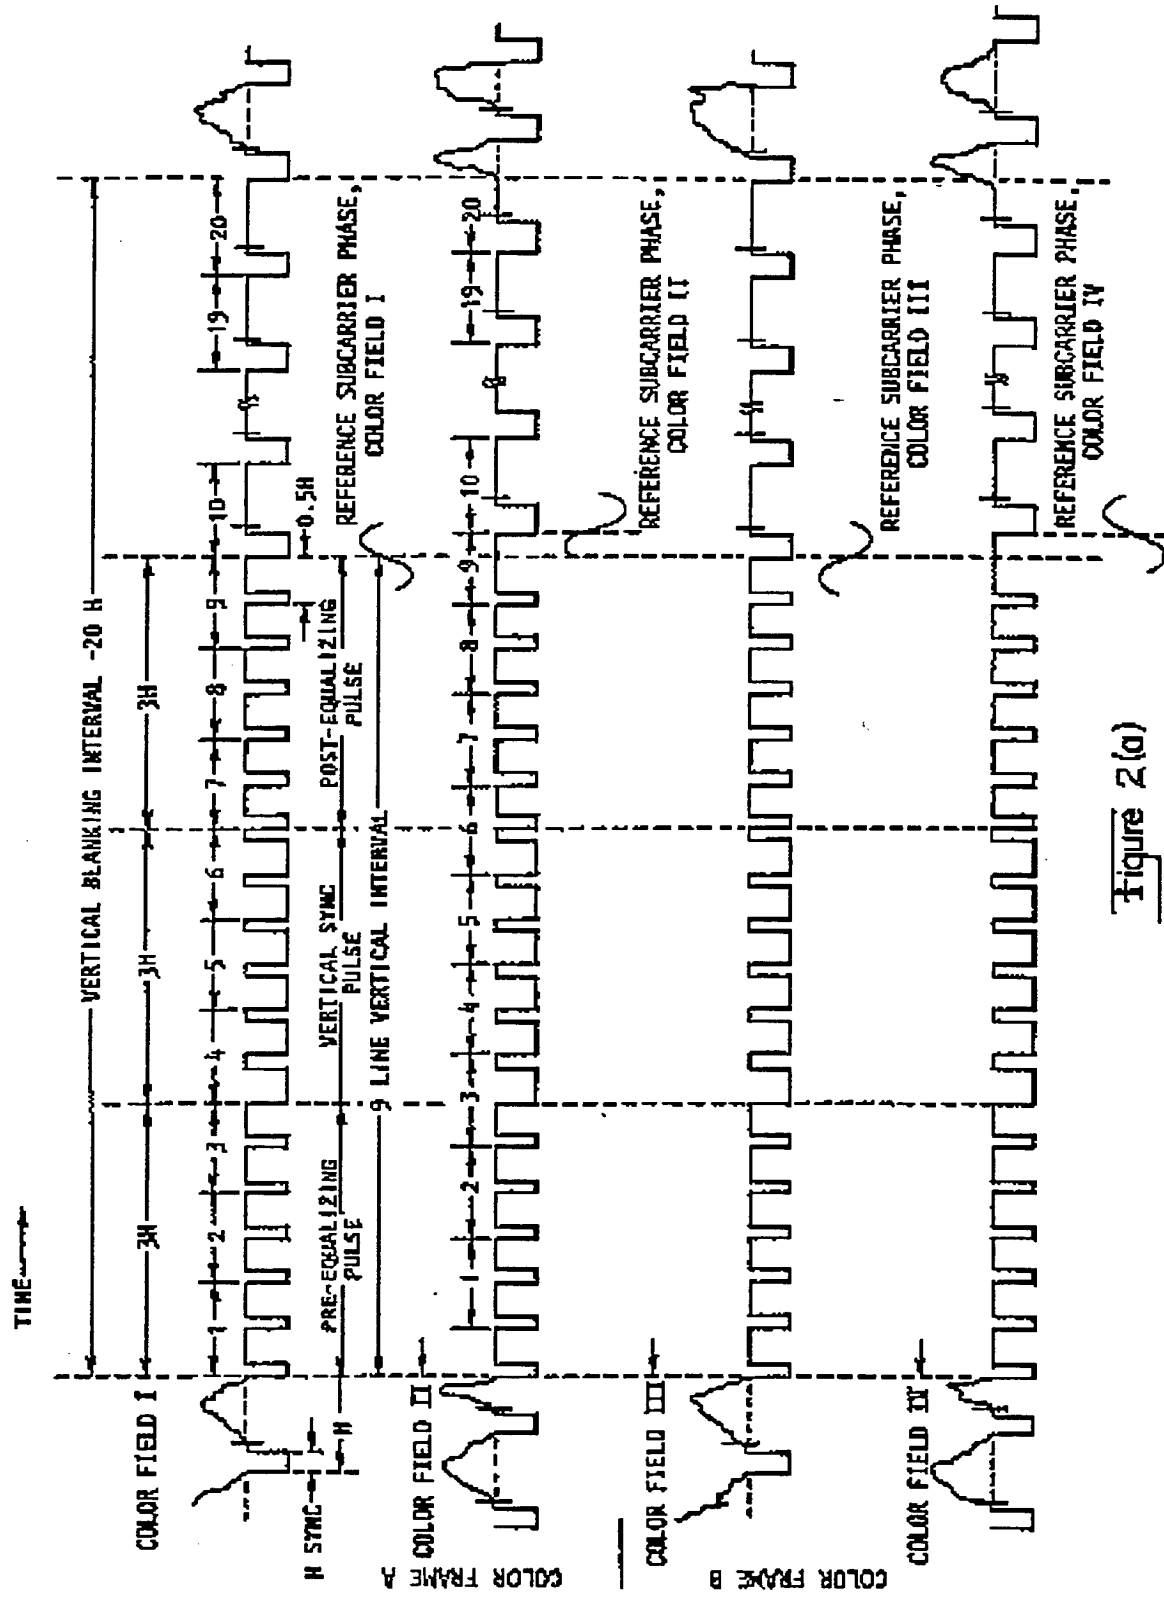 TIME
VERTICAL BLANKING INTERVAL -20 H
3H 3H 3H
COLOR FIELD I
1 2 3 4 5 6 7 8 9 10 19 20
H SYNC
H
0.5H
PRE-EQUALIZING
PULSE
VERTICAL SYNC
PULSE
POST-EQUALIZING
PULSE
REFERENCE SUBCARRIER PHASE,
COLOR FIELD I
9 LINE VERTICAL INTERVAL
COLOR FRAME A
COLOR FIELD II
1 2 3 4 5 6 7 8 9 10 19 20
REFERENCE SUBCARRIER PHASE,
COLOR FIELD II
COLOR FIELD III
COLOR FRAME B
REFERENCE SUBCARRIER PHASE,
COLOR FIELD III
COLOR FIELD IV
REFERENCE SUBCARRIER PHASE,
COLOR FIELD IV
Figure 2(a)